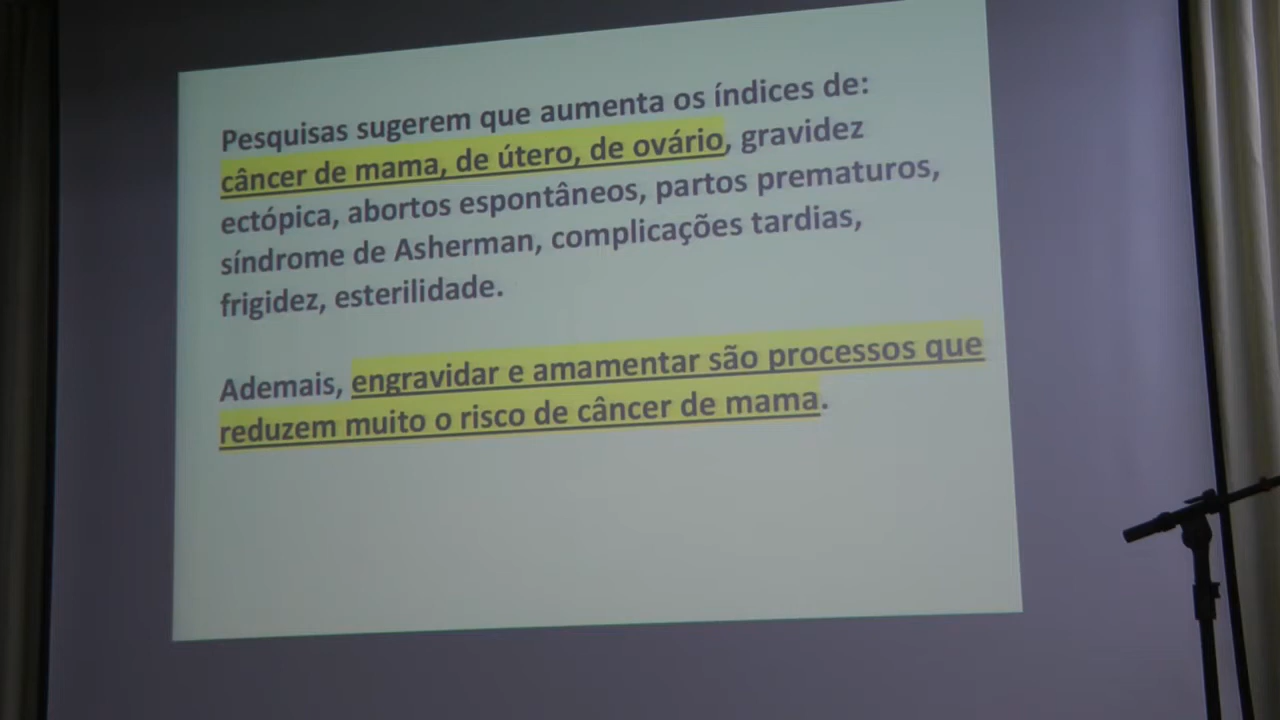 Pesquisas sugerem que aumenta os índices de:
câncer de mama, de útero, de ovário, gravidez
ectópica, abortos espontâneos, partos prematuros,
síndrome de Asherman, complicações tardias,
frigidez, esterilidade.
Ademais, engravidar e amamentar são processos que
reduzem muito o risco de câncer de mama.